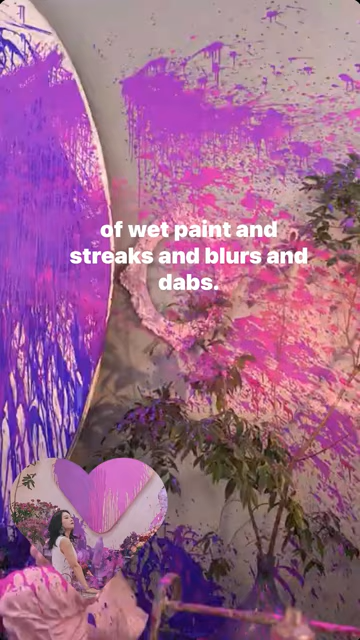 of wet paint and
streaks and blurs and
dabs.